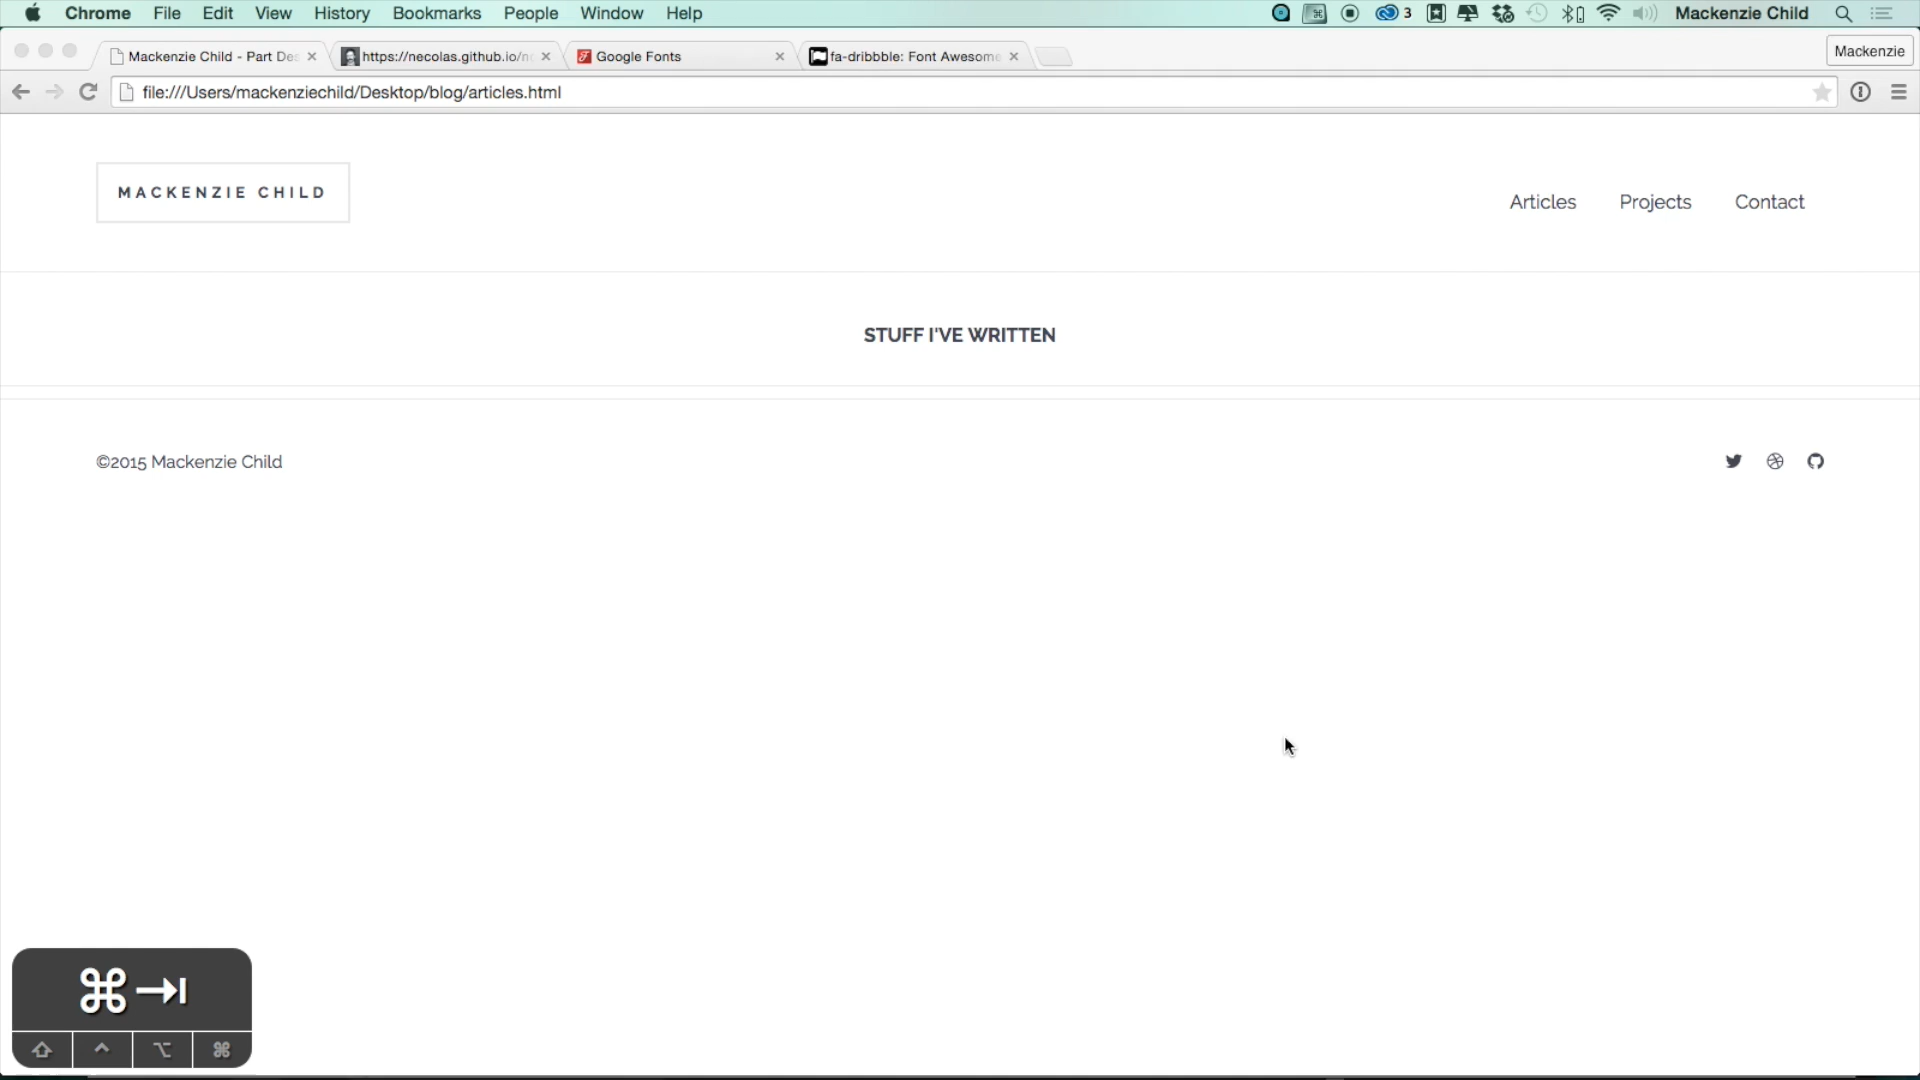 Chrome File Edit View History Bookmarks People Window Help 3 Mackenzie Child
Mackenzie Child - Part Des https://necolas.github.io/n Google Fonts fa-dribbble: Font Awesome Mackenzie
file:///Users/mackenziechild/Desktop/blog/articles.html
MACKENZIE CHILD
Articles Projects Contact
STUFF I'VE WRITTEN
©2015 Mackenzie Child